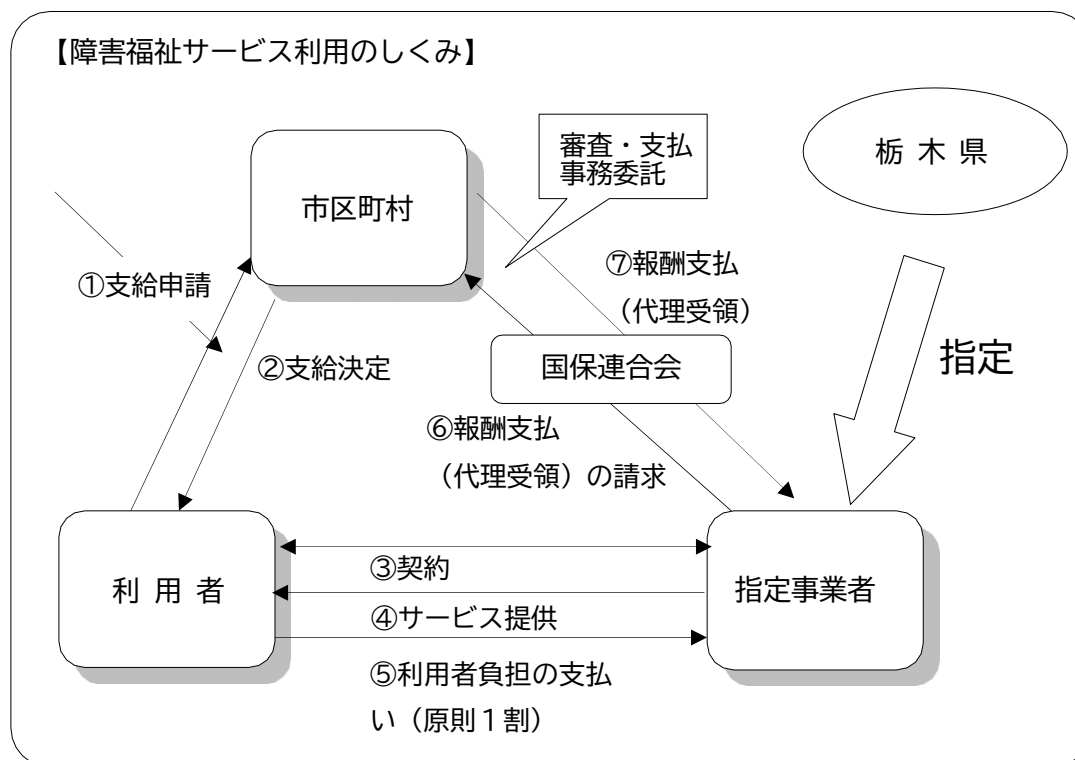 【障害福祉サービス利用のしくみ】
審査・支払
事務委託
栃 木 県
市区町村
①支給申請
⑦報酬支払
（代理受領）
指定
②支給決定
国保連合会
⑥報酬支払
（代理受領）の請求
利 用 者
③契約
④サービス提供
⑤利用者負担の支払
い（原則１割）
指定事業者